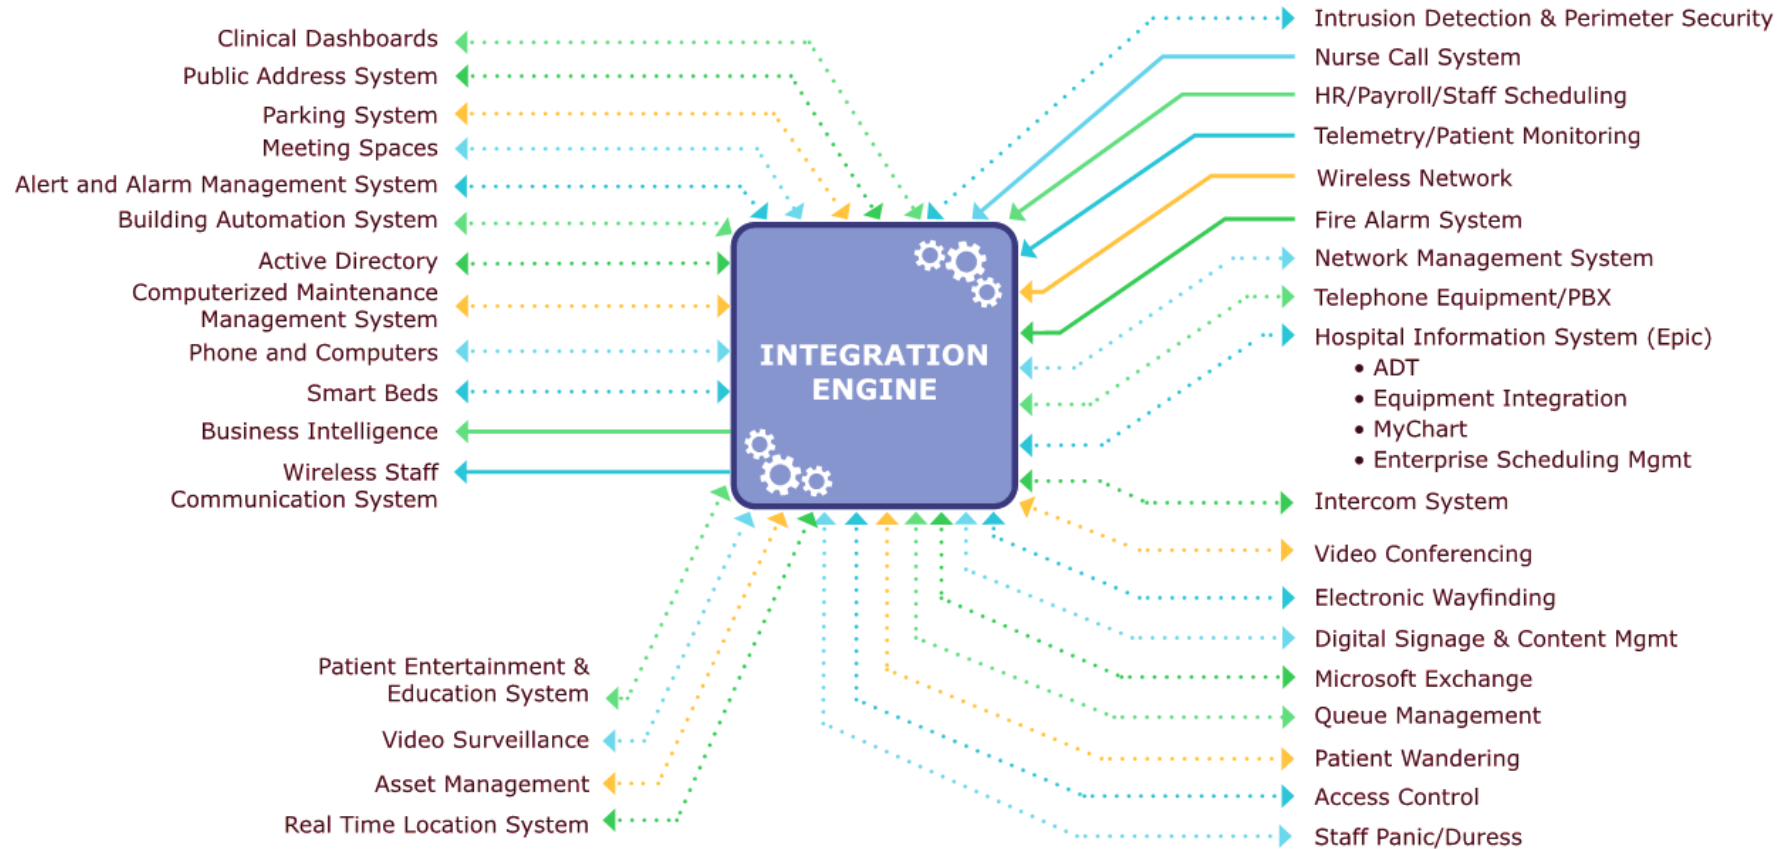 Clinical Dashboards
Public Address System
Parking System
Meeting Spaces
Alert and Alarm Management System
Building Automation System
Active Directory
Computerized Maintenance
Management System
Phone and Computers
Smart Beds
Business Intelligence
Wireless Staff
Communication System
Patient Entertainment &
Education System
Video Surveillance
Asset Management
Real Time Location System
INTEGRATION
ENGINE
Intrusion Detection & Perimeter Security
Nurse Call System
HR/Payroll/Staff Scheduling
Telemetry/Patient Monitoring
Wireless Network
Fire Alarm System
Network Management System
Telephone Equipment/PBX
Hospital Information System (Epic)
• ADT
• Equipment Integration
• MyChart
• Enterprise Scheduling Mgmt
Intercom System
Video Conferencing
Electronic Wayfinding
Digital Signage & Content Mgmt
Microsoft Exchange
Queue Management
Patient Wandering
Access Control
Staff Panic/Duress